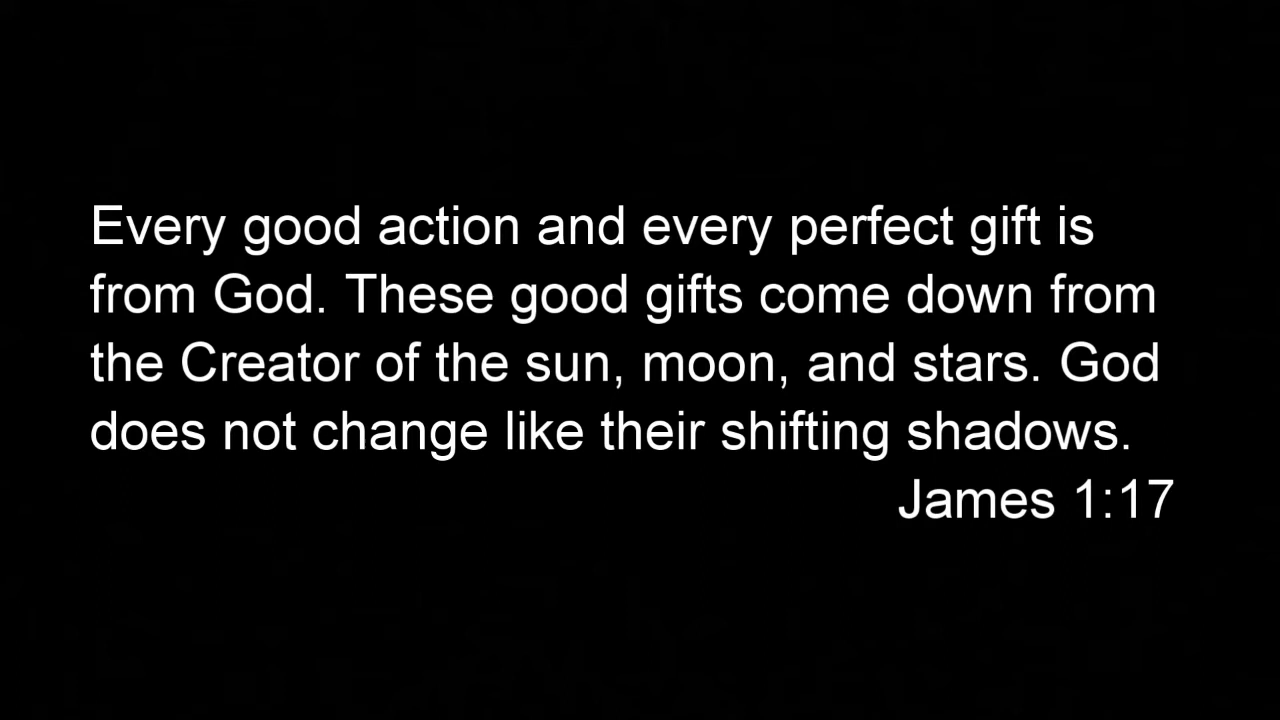 Every good action and every perfect gift is
from God. These good gifts come down from
the Creator of the sun, moon, and stars. God
does not change like their shifting shadows.
James 1:17